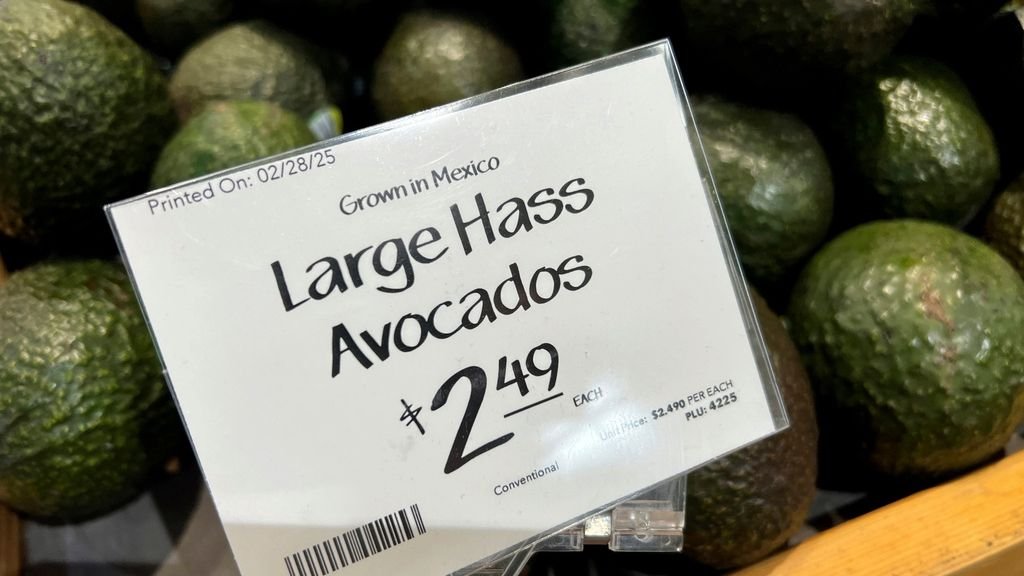 Printed On: 02/28/25
Grown in Mexico
Large Hass
Avocados
$2.49 EACH
Unit Price: $2.490 PER EACH
PLU: 4225
Conventional